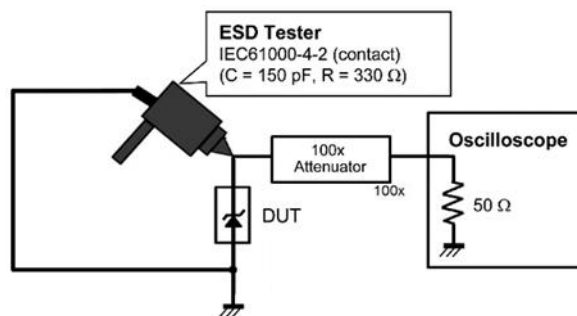 ESD Tester
IEC61000-4-2 (contact)
(C = 150 pF, R = 330 Ω)
100x
Attenuator
100x
Oscilloscope
50 Ω
DUT